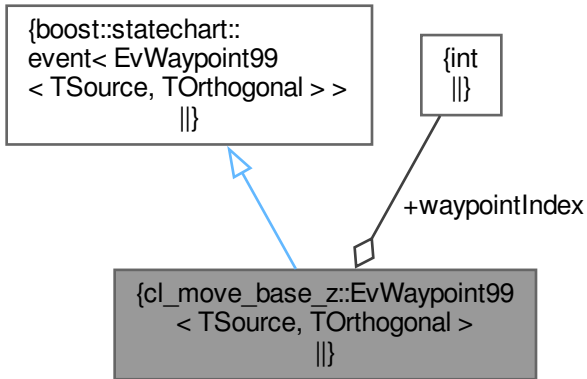 {boost::statechart::
event< EvWaypoint99
< TSource, TOrthogonal > >
||}
{int
||}
+waypointIndex
{cl_move_base_z::EvWaypoint99
< TSource, TOrthogonal >
||}